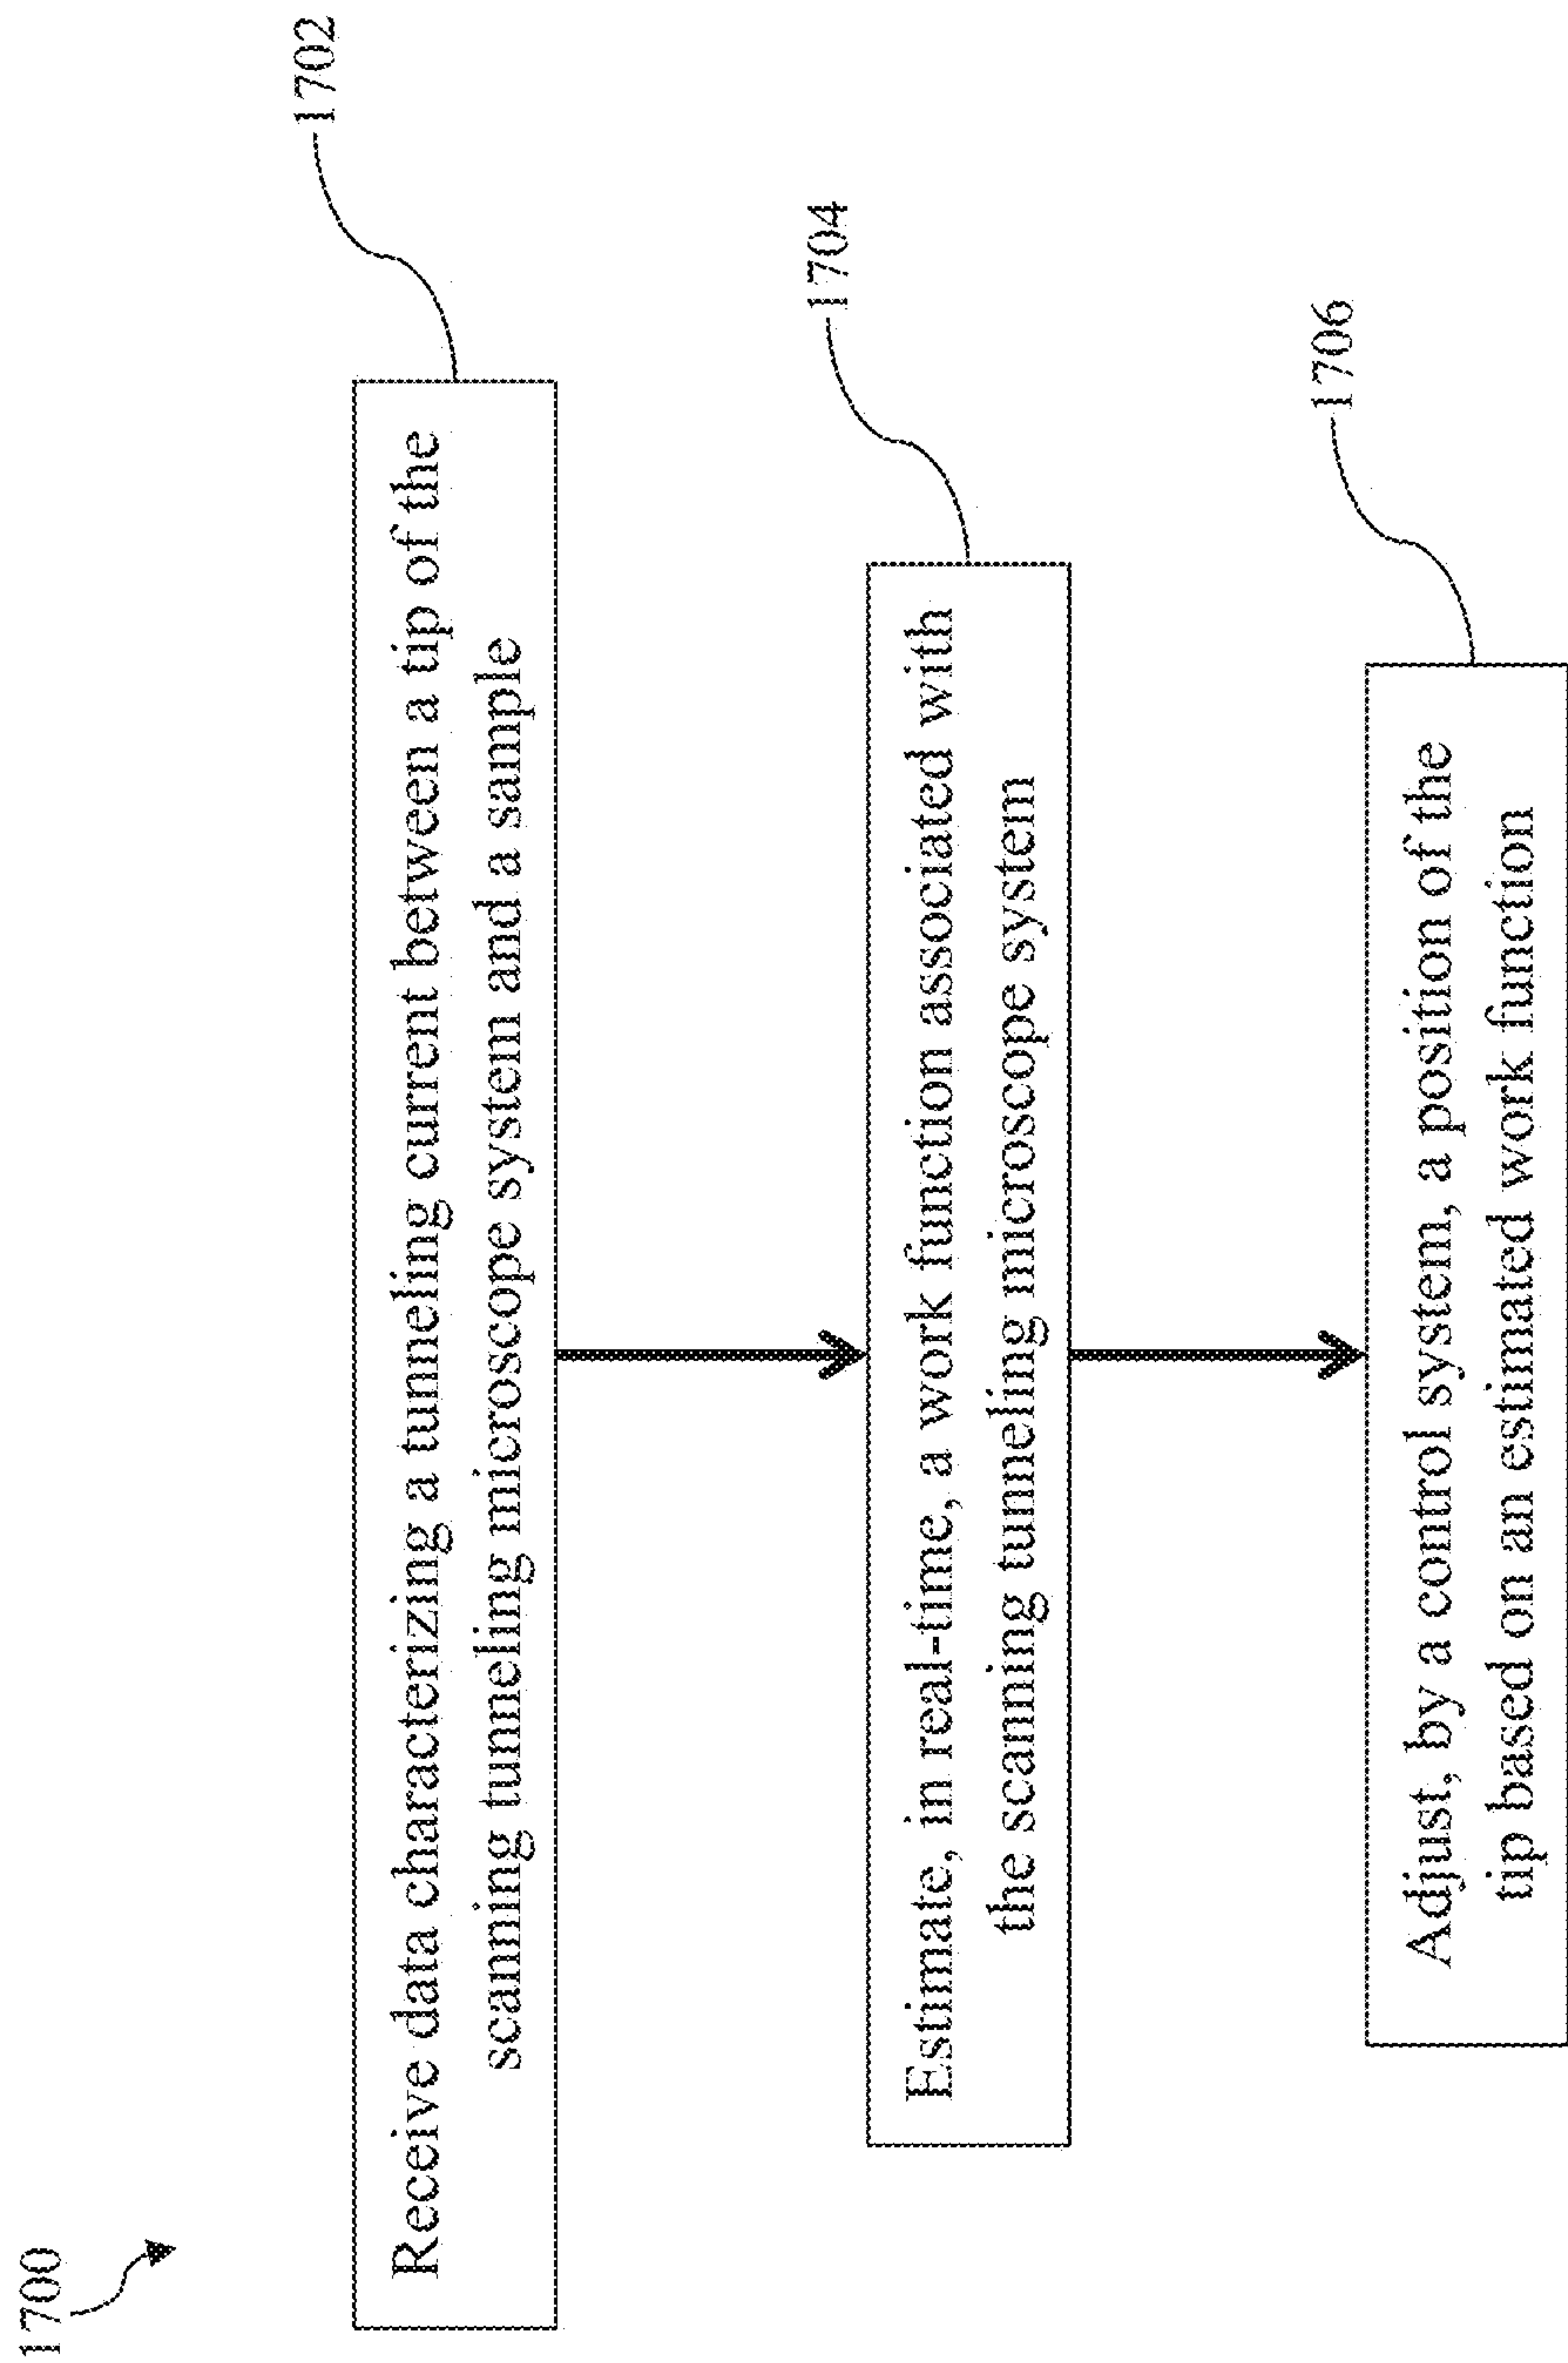 1700
Receive data characterizing a tunneling current between a tip of the
scanning tunneling microscope system and a sample
1702
Estimate, in real-time, a work function associated with
the scanning tunneling microscope system
1704
Adjust, by a control system, a position of the
tip based on an estimated work function
1706